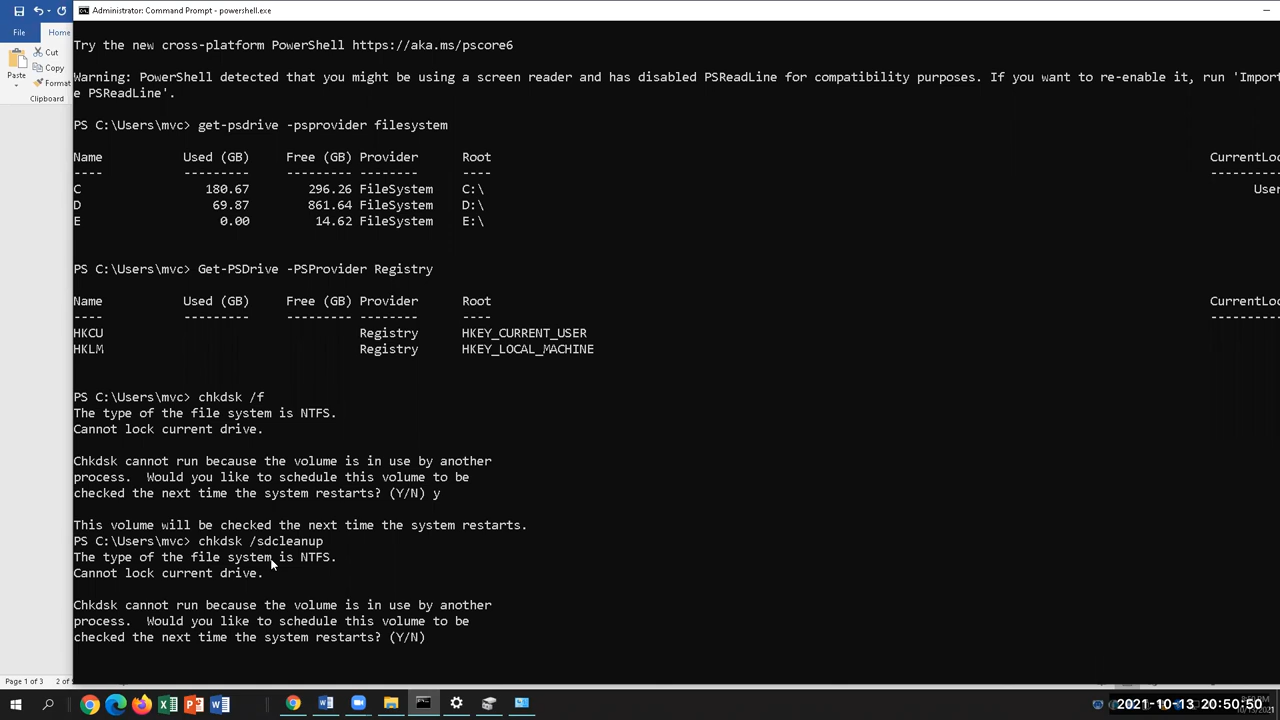 Administrator: Command Prompt - powershell.exe
File Home
Cut
Copy
Paste
Format
Clipboard
Try the new cross-platform PowerShell https://aka.ms/pscore6
Warning: PowerShell detected that you might be using a screen reader and has disabled PSReadLine for compatibility purposes. If you want to re-enable it, run 'Import
e PSReadLine'.
PS C:\Users\mvc> get-psdrive -psprovider filesystem
Name Used (GB) Free (GB) Provider Root CurrentLoc
---- --------- --------- -------- ---- ----------
C 180.67 296.26 FileSystem C:\ User
D 69.87 861.64 FileSystem D:\
E 0.00 14.62 FileSystem E:\
PS C:\Users\mvc> Get-PSDrive -PSProvider Registry
Name Used (GB) Free (GB) Provider Root CurrentLoc
---- --------- --------- -------- ---- ----------
HKCU Registry HKEY_CURRENT_USER
HKLM Registry HKEY_LOCAL_MACHINE
PS C:\Users\mvc> chkdsk /f
The type of the file system is NTFS.
Cannot lock current drive.
Chkdsk cannot run because the volume is in use by another
process.  Would you like to schedule this volume to be
checked the next time the system restarts? (Y/N) y
This volume will be checked the next time the system restarts.
PS C:\Users\mvc> chkdsk /sdcleanup
The type of the file system is NTFS.
Cannot lock current drive.
Chkdsk cannot run because the volume is in use by another
process.  Would you like to schedule this volume to be
checked the next time the system restarts? (Y/N)
Page 1 of 3 2 of
2021-10-13 20:50:50